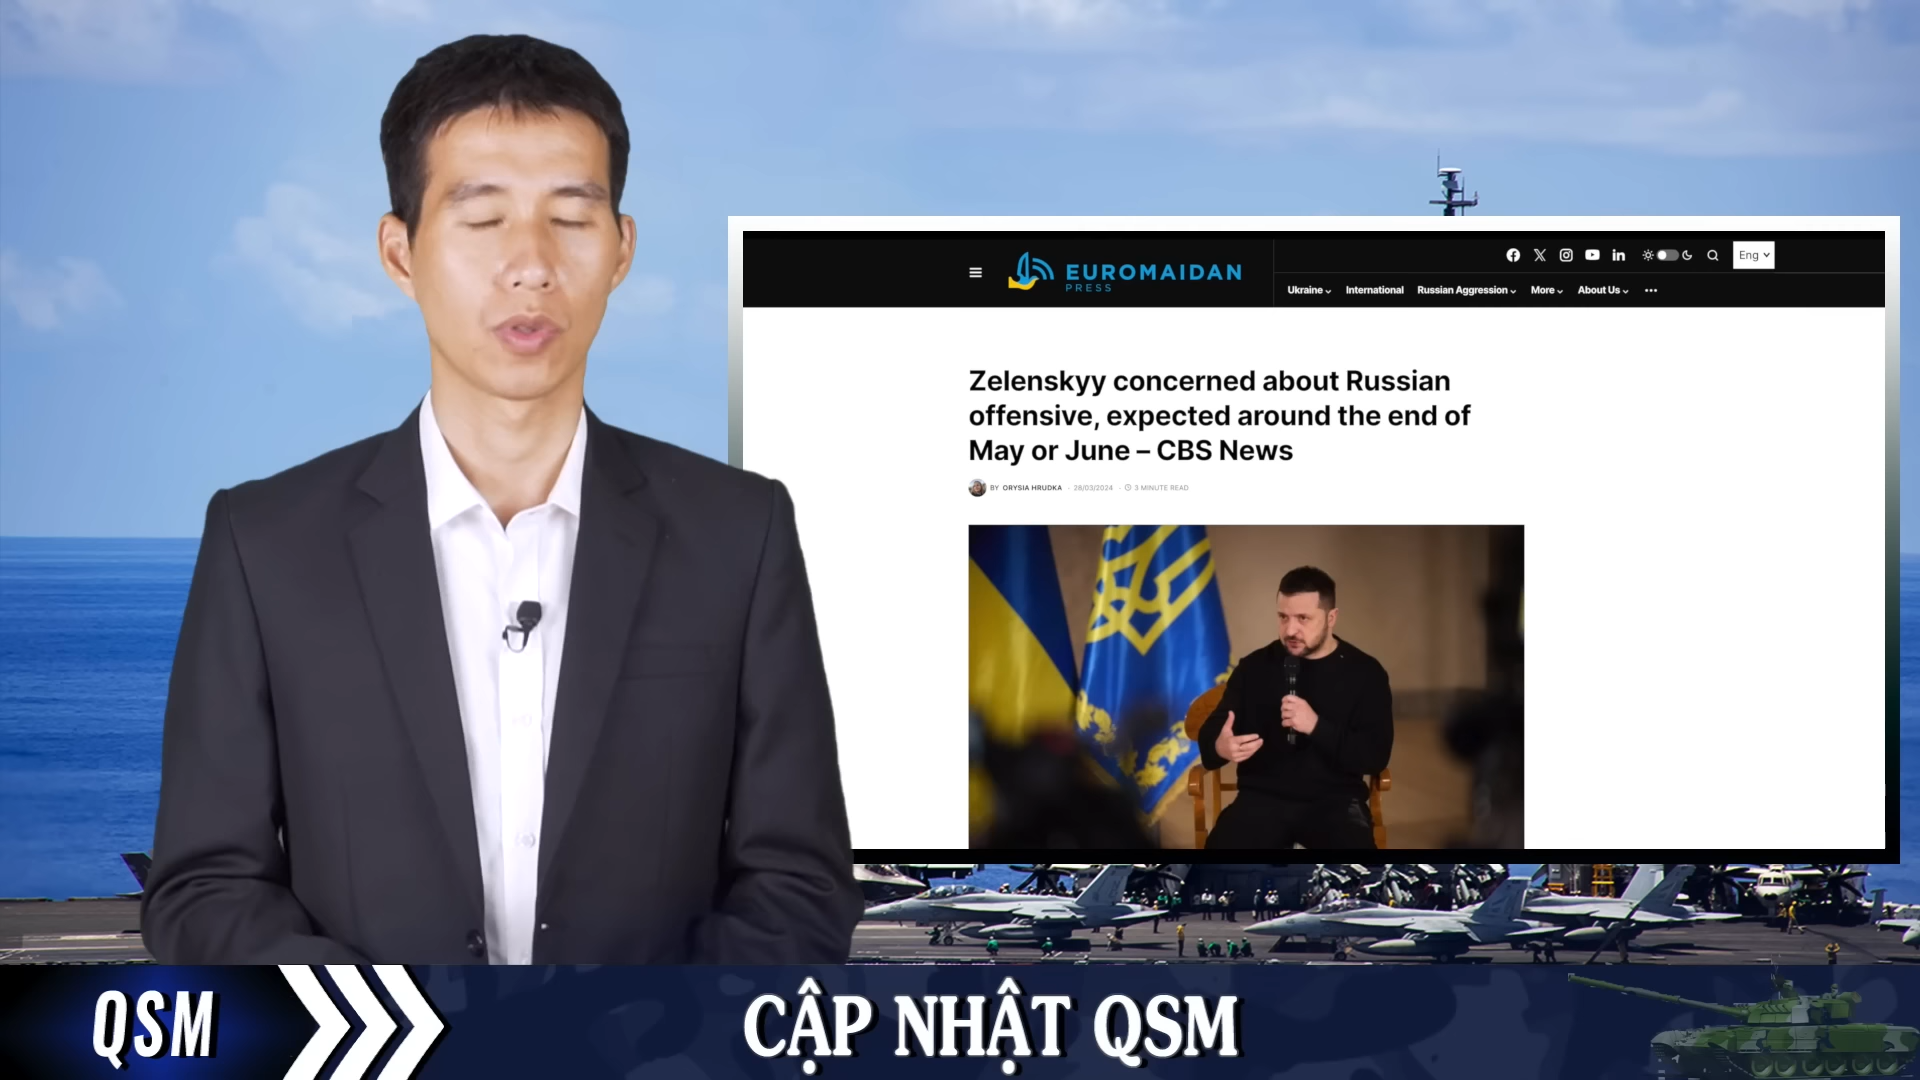 EUROMAIDAN
PRESS
Eng
Ukraine International Russian Aggression More About Us
Zelenskyy concerned about Russian
offensive, expected around the end of
May or June – CBS News
BY ORYSIA HRUDKA · 28/03/2024 · 3 MINUTE READ
QSM
CẬP NHẬT QSM